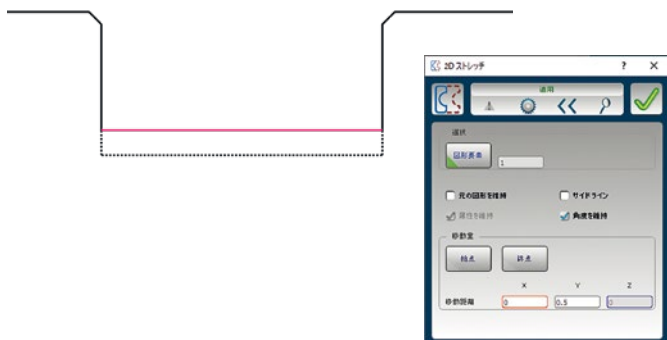 2D ストレッチ ? ×
適用
選択
図形要素
1
元の図形を維持 サイドライン
属性を維持 角度を維持
移動量
始点 終点
X Y Z
移動距離 0 0.5 0